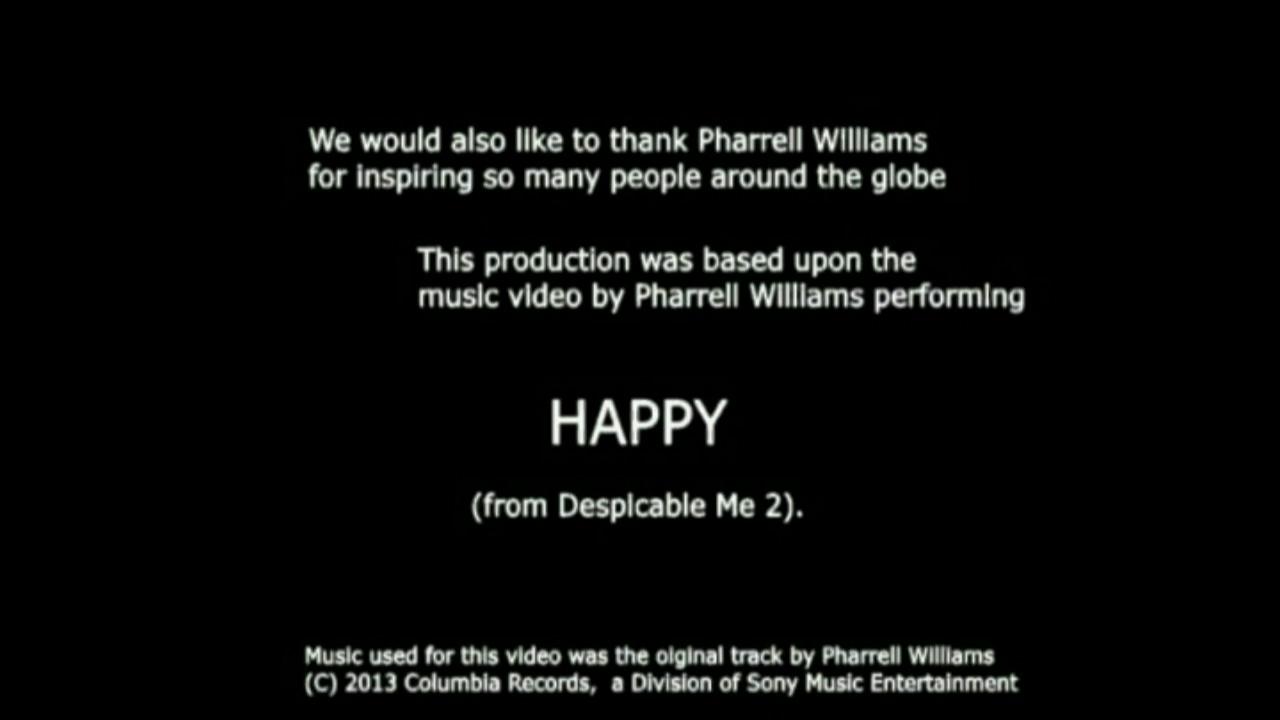 We would also like to thank Pharrell Williams
for inspiring so many people around the globe
This production was based upon the
music video by Pharrell Williams performing
HAPPY
(from Despicable Me 2).
Music used for this video was the oiginal track by Pharrell Williams
(C) 2013 Columbia Records, a Division of Sony Music Entertainment